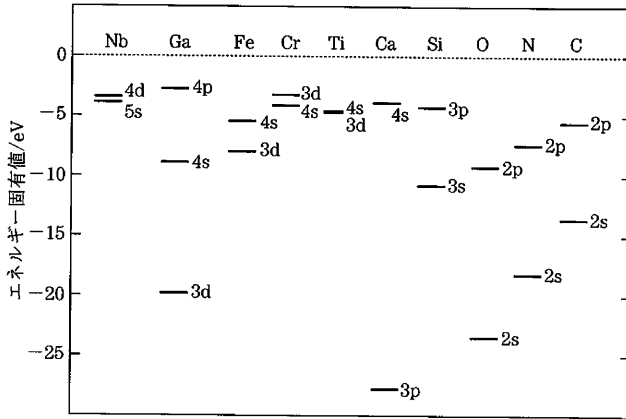 Nb Ga Fe Cr Ti Ca Si O N C
エネルギー固有値/eV
0
−5
−10
−15
−20
−25
4d
5s
4p
4s
3d
4s
3d
3d
4s
4s
3d
4s
3p
3p
3s
2p
2s
2p
2s
2p
2s